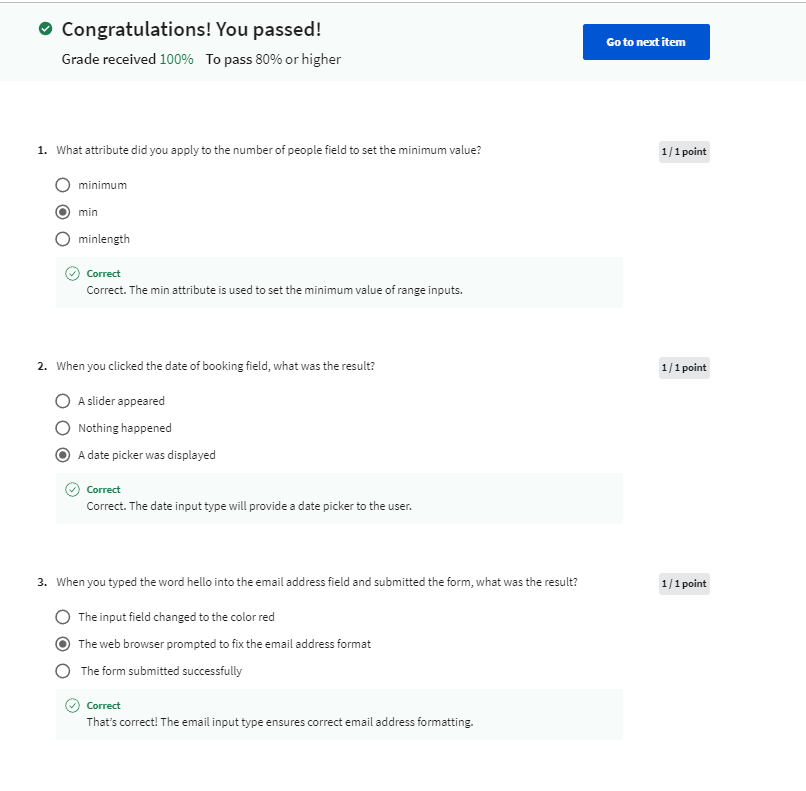 Congratulations! You passed!
Grade received 100% To pass 80% or higher
Go to next item
1. What attribute did you apply to the number of people field to set the minimum value?
1 / 1 point
minimum
min
minlength
Correct
Correct. The min attribute is used to set the minimum value of range inputs.
2. When you clicked the date of booking field, what was the result?
1 / 1 point
A slider appeared
Nothing happened
A date picker was displayed
Correct
Correct. The date input type will provide a date picker to the user.
3. When you typed the word hello into the email address field and submitted the form, what was the result?
1 / 1 point
The input field changed to the color red
The web browser prompted to fix the email address format
The form submitted successfully
Correct
That's correct! The email input type ensures correct email address formatting.